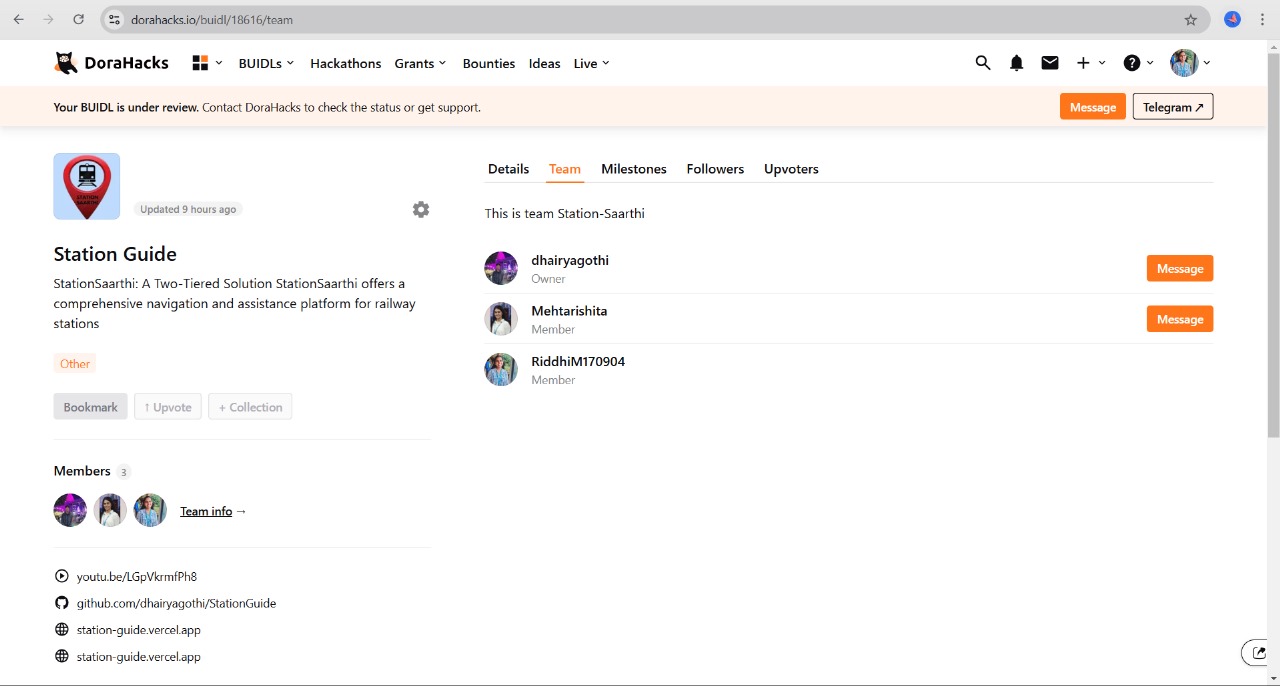 dorahacks.io/buidl/18616/team
DoraHacks
BUIDLs
Hackathons
Grants
Bounties
Ideas
Live
Your BUIDL is under review. Contact DoraHacks to check the status or get support.
Message
Telegram ↗
STATION SAARTHI
Updated 9 hours ago
Station Guide
StationSaarthi: A Two-Tiered Solution StationSaarthi offers a
comprehensive navigation and assistance platform for railway
stations
Other
Bookmark
↑ Upvote
+ Collection
Members 3
Team info →
youtu.be/LGpVkrmfPh8
github.com/dhairyagothi/StationGuide
station-guide.vercel.app
station-guide.vercel.app
Details
Team
Milestones
Followers
Upvoters
This is team Station-Saarthi
dhairyagothi
Owner
Message
Mehtarishita
Member
Message
RiddhiM170904
Member